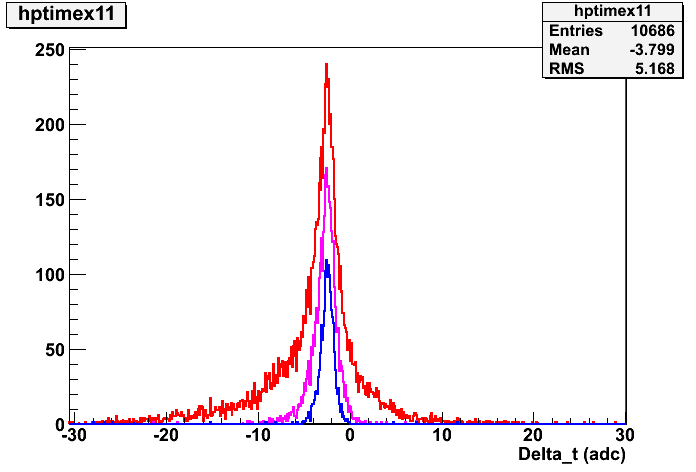 hptimex11
hptimex11
Entries 10686
Mean -3.799
RMS 5.168
250
200
150
100
50
0
-30 -20 -10 0 10 20 30
Delta_t (adc)